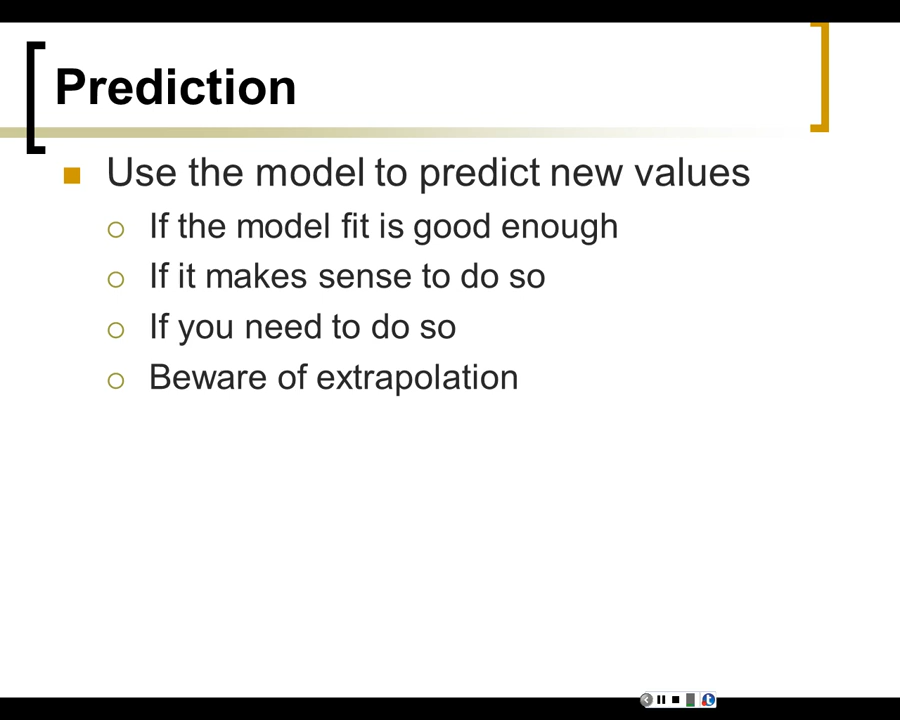 Prediction
Use the model to predict new values
If the model fit is good enough
If it makes sense to do so
If you need to do so
Beware of extrapolation